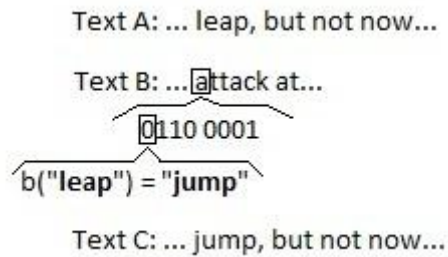 Text A: ... leap, but not now...
Text B: ... attack at...
0110 0001
b("leap") = "jump"
Text C: ... jump, but not now...